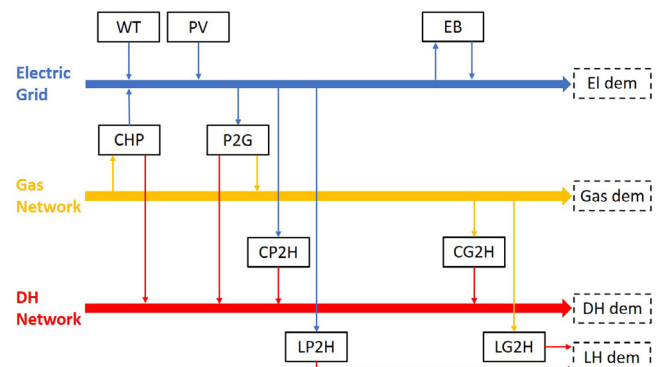 WT
PV
EB
Electric
Grid
El dem
CHP
P2G
Gas
Network
Gas dem
CP2H
CG2H
DH
Network
DH dem
LP2H
LG2H
LH dem